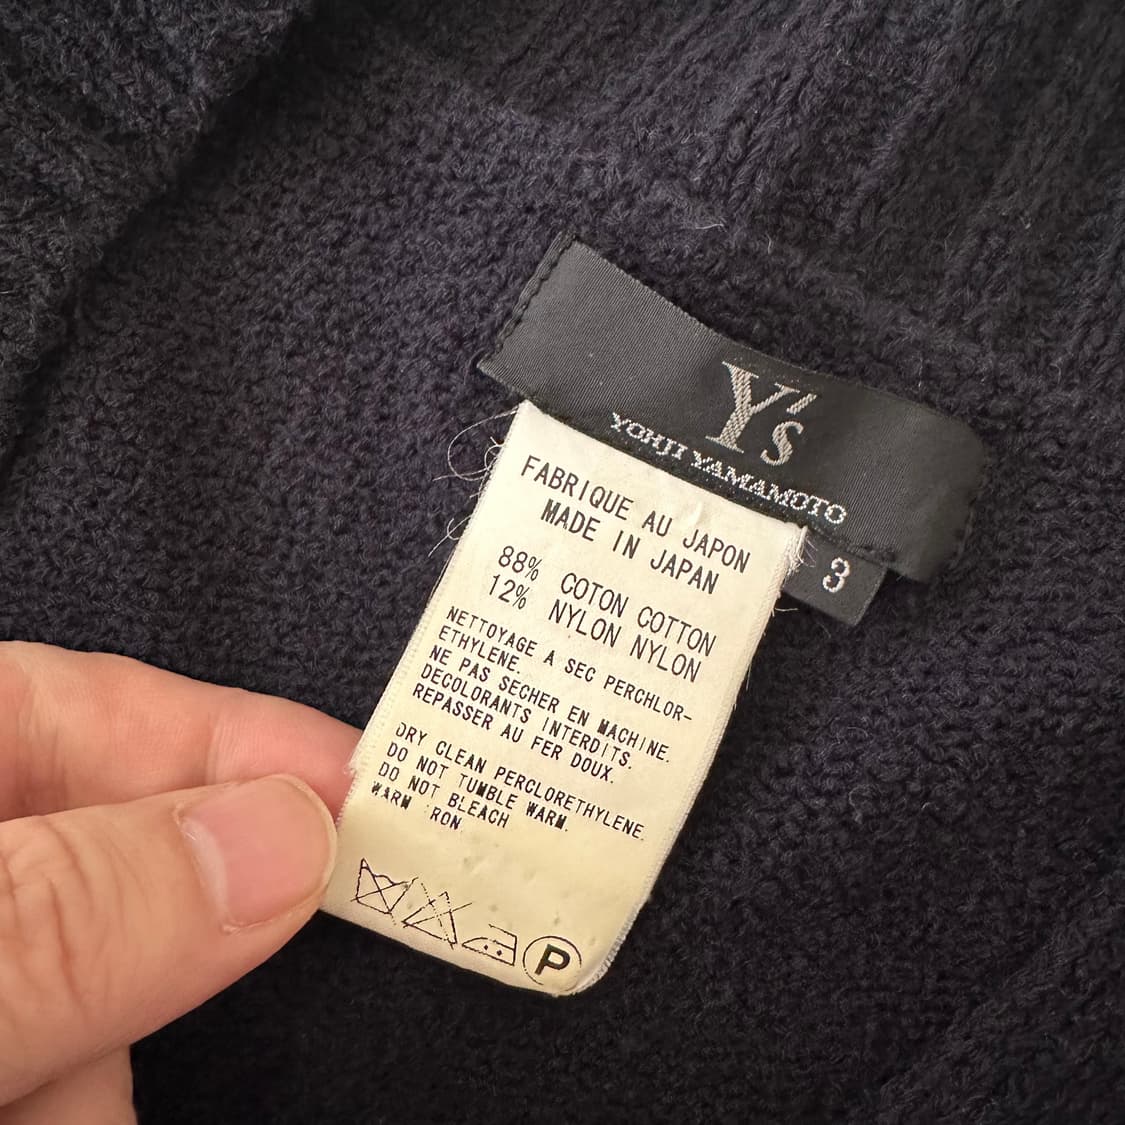 Y's
YOHJI YAMAMOTO
3
FABRIQUE AU JAPON
MADE IN JAPAN
88% COTON COTTON
12% NYLON NYLON
NETTOYAGE A SEC PERCHLOR-
ETHYLENE.
NE PAS SECHER EN MACHINE.
DECOLORANTS INTERDITS.
REPASSER AU FER DOUX.
DRY CLEAN PERCLORETHYLENE.
DO NOT TUMBLE WARM.
DO NOT BLEACH
WARM RON
P